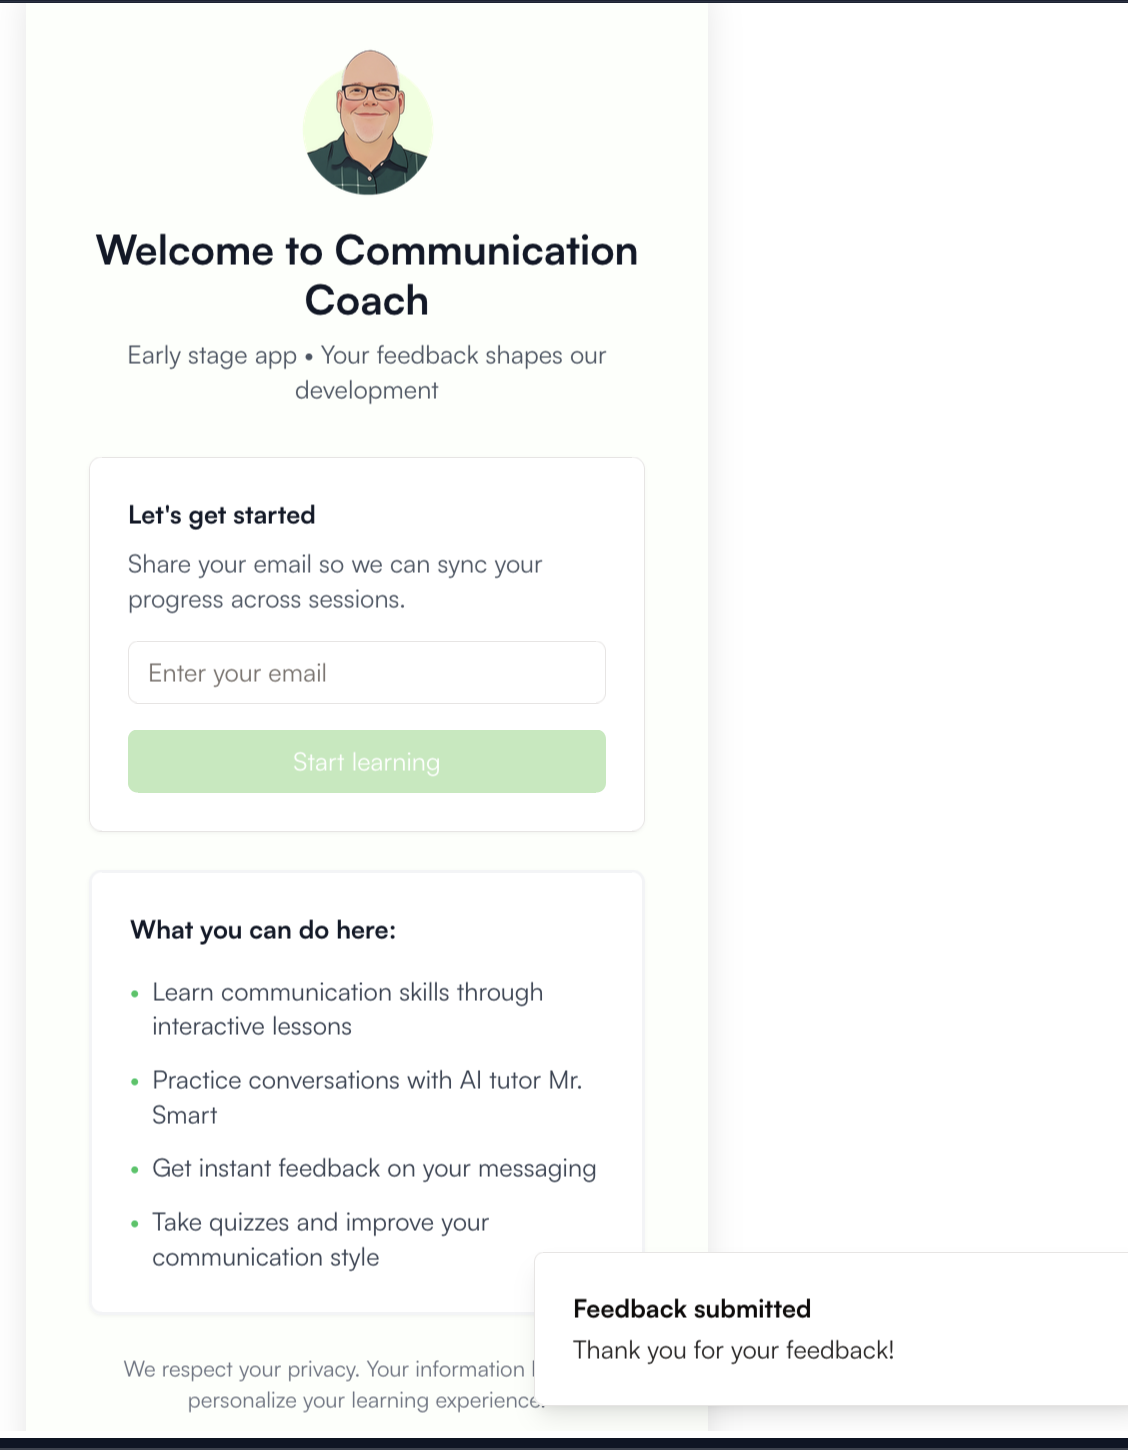 Welcome to Communication
Coach
Early stage app • Your feedback shapes our
development
Let's get started
Share your email so we can sync your
progress across sessions.
Enter your email
Start learning
What you can do here:
• Learn communication skills through
interactive lessons
• Practice conversations with AI tutor Mr.
Smart
• Get instant feedback on your messaging
• Take quizzes and improve your
communication style
Feedback submitted
Thank you for your feedback!
We respect your privacy. Your information
personalize your learning experience.